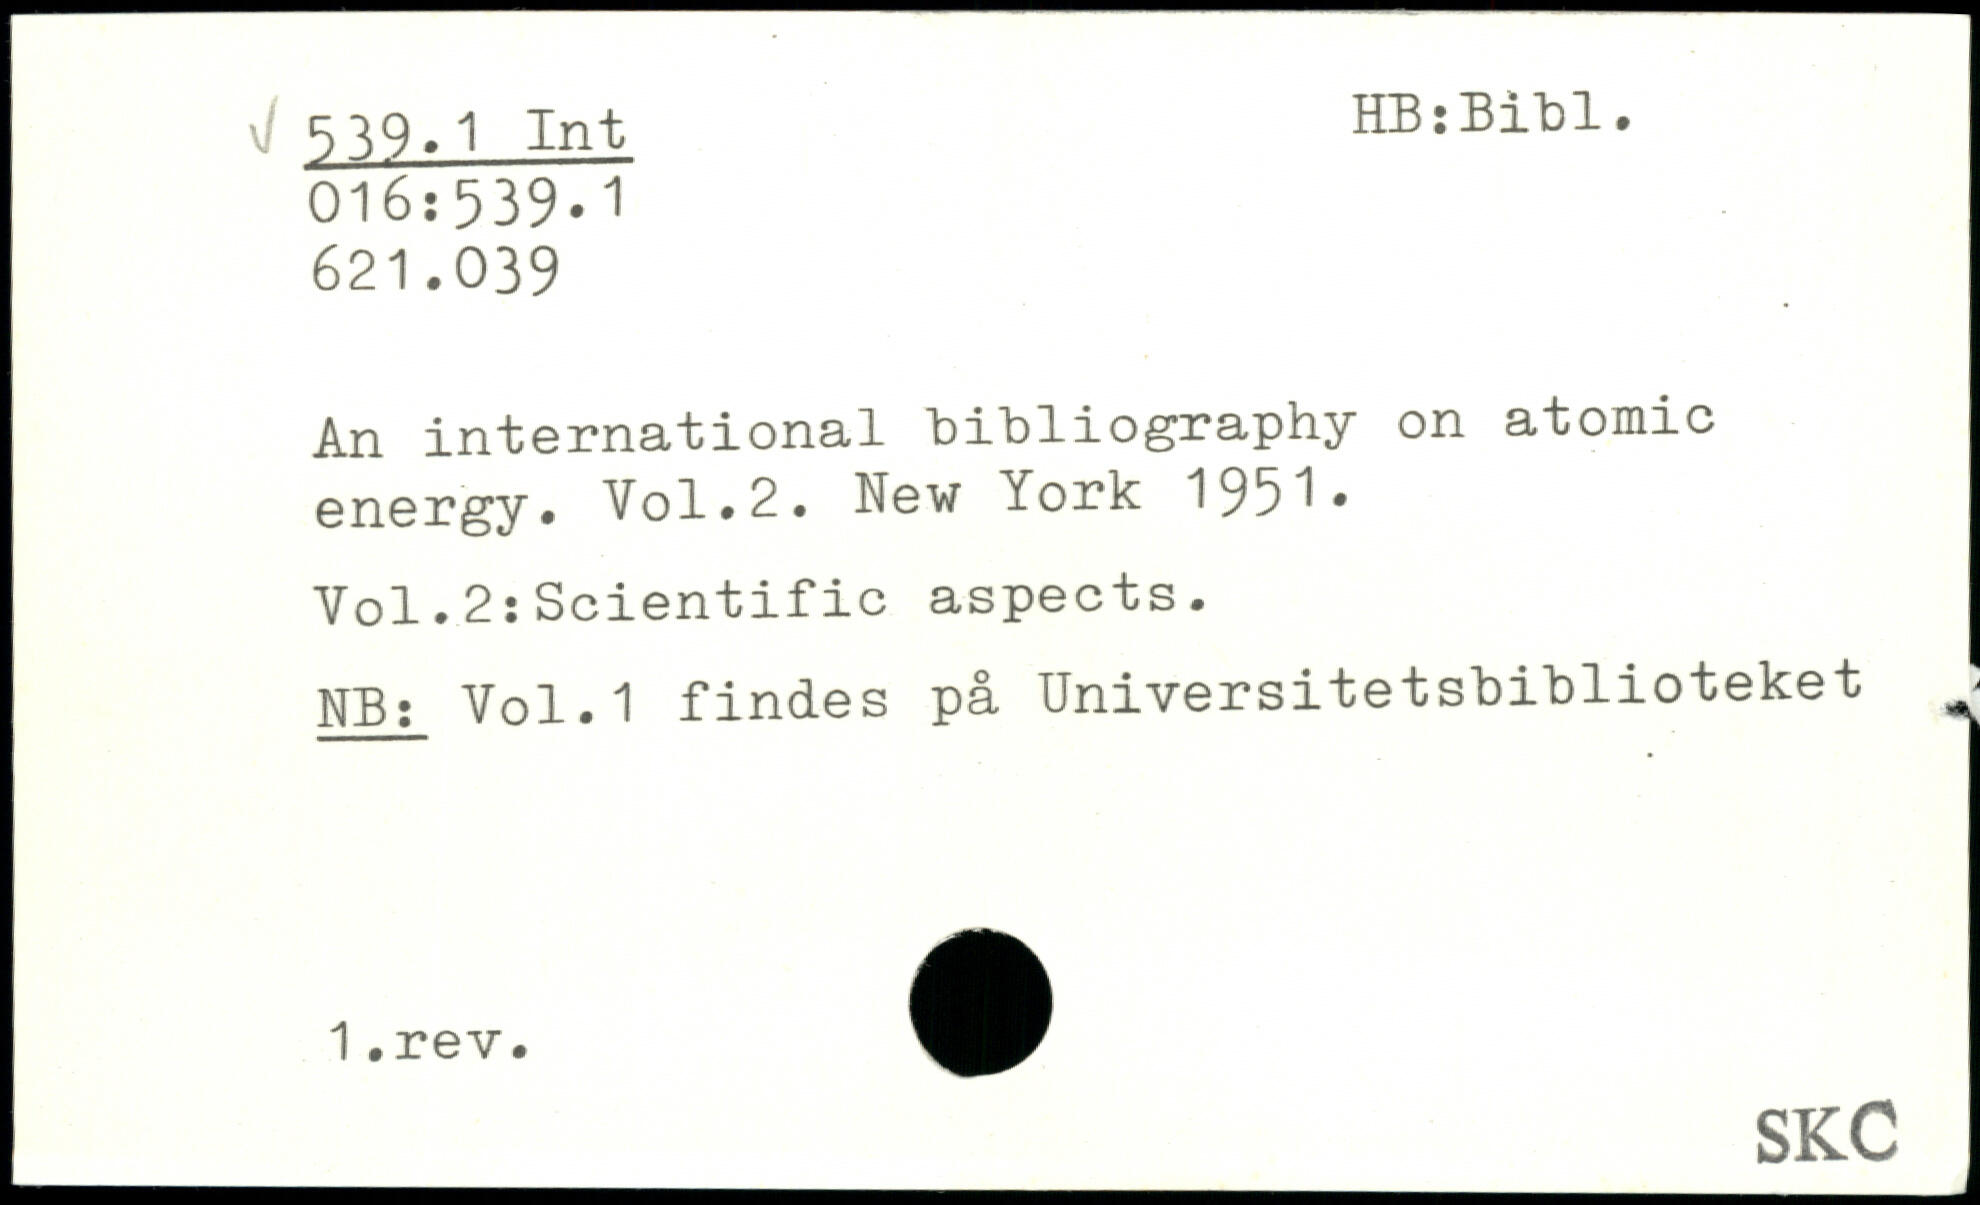 539.1 Int
HB:Bibl.
016:539.1
621.039
An international bibliography on atomic
energy. Vol.2. New York 1951.
Vol.2:Scientific aspects.
NB: Vol.1 findes på Universitetsbiblioteket
1.rev.
SKC